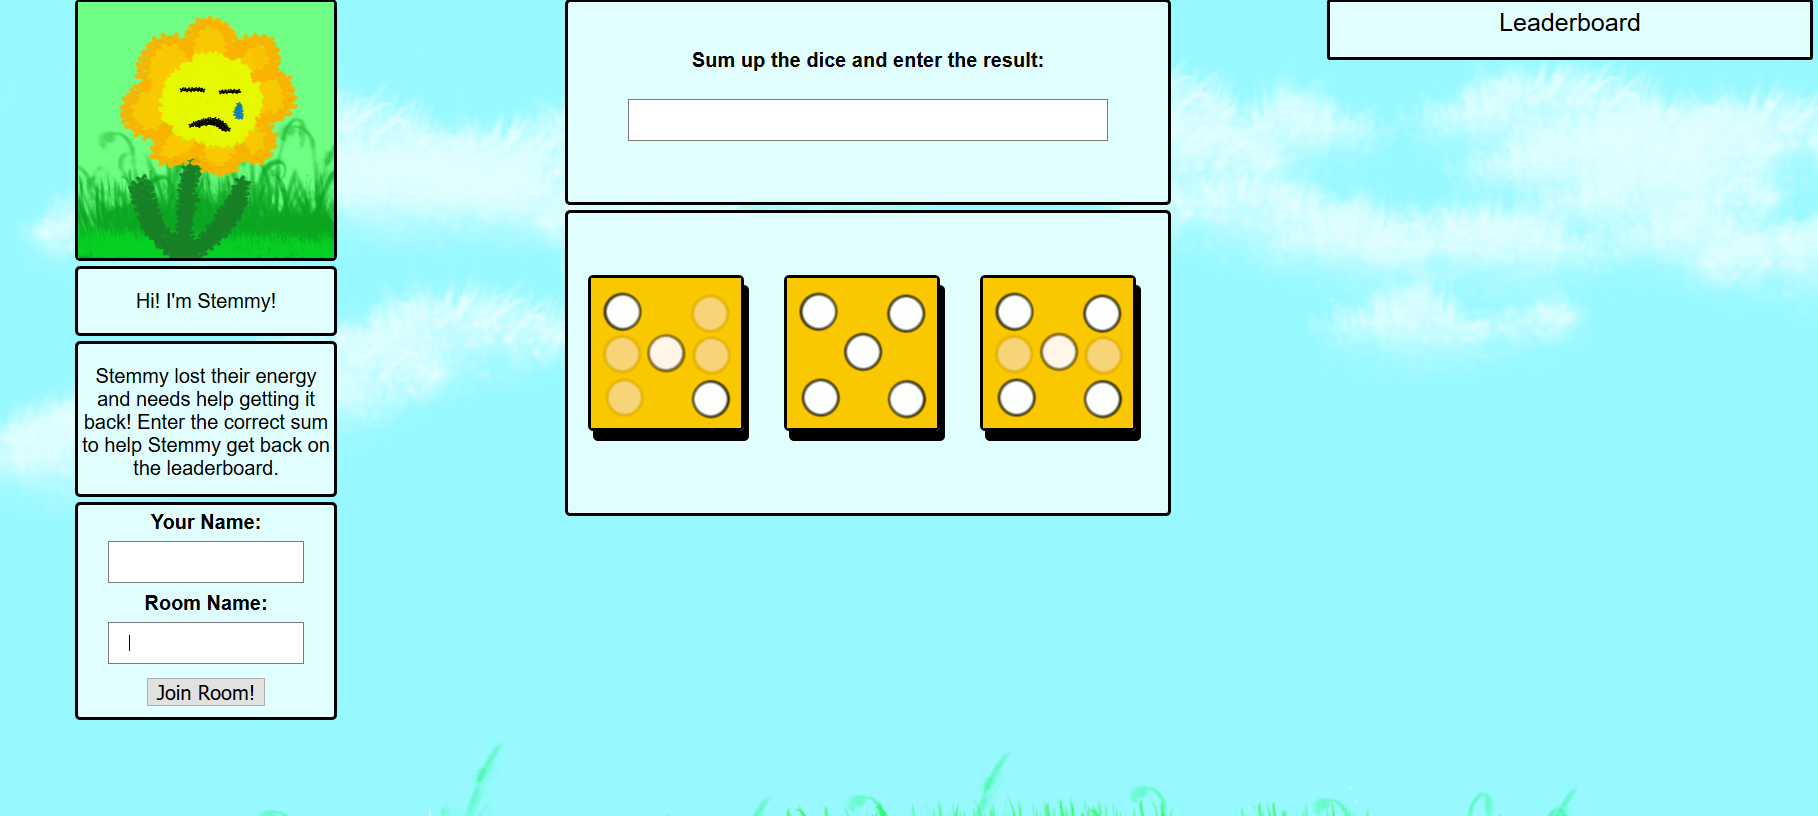 Hi! I'm Stemmy!
Stemmy lost their energy
and needs help getting it
back! Enter the correct sum
to help Stemmy get back on
the leaderboard.
Your Name:
Room Name:
Join Room!
Sum up the dice and enter the result:
Leaderboard